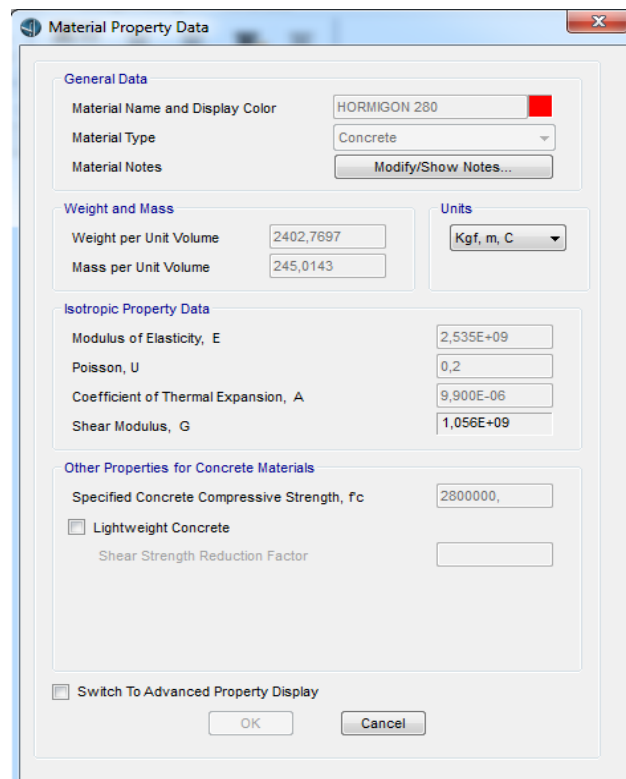 Material Property Data
General Data
Material Name and Display Color HORMIGON 280
Material Type Concrete
Material Notes Modify/Show Notes...
Weight and Mass
Weight per Unit Volume 2402,7697
Mass per Unit Volume 245,0143
Units
Kgf, m, C
Isotropic Property Data
Modulus of Elasticity, E 2,535E+09
Poisson, U 0,2
Coefficient of Thermal Expansion, A 9,900E-06
Shear Modulus, G 1,056E+09
Other Properties for Concrete Materials
Specified Concrete Compressive Strength, f'c 2800000,
Lightweight Concrete
Shear Strength Reduction Factor
Switch To Advanced Property Display
OK Cancel